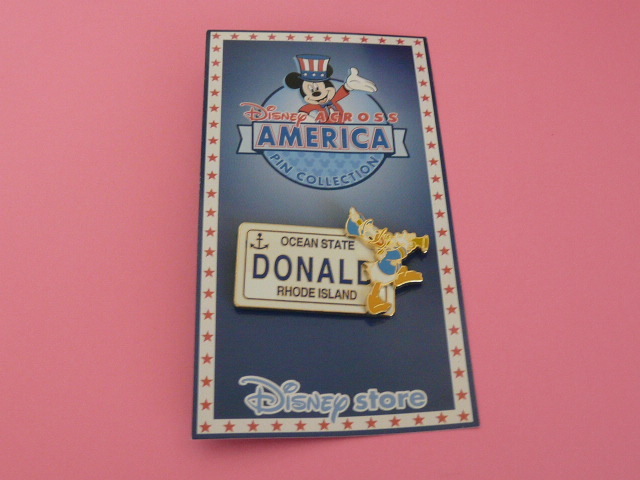 Disney ACROSS
AMERICA
PIN COLLECTION
OCEAN STATE
DONALD
RHODE ISLAND
Disney store